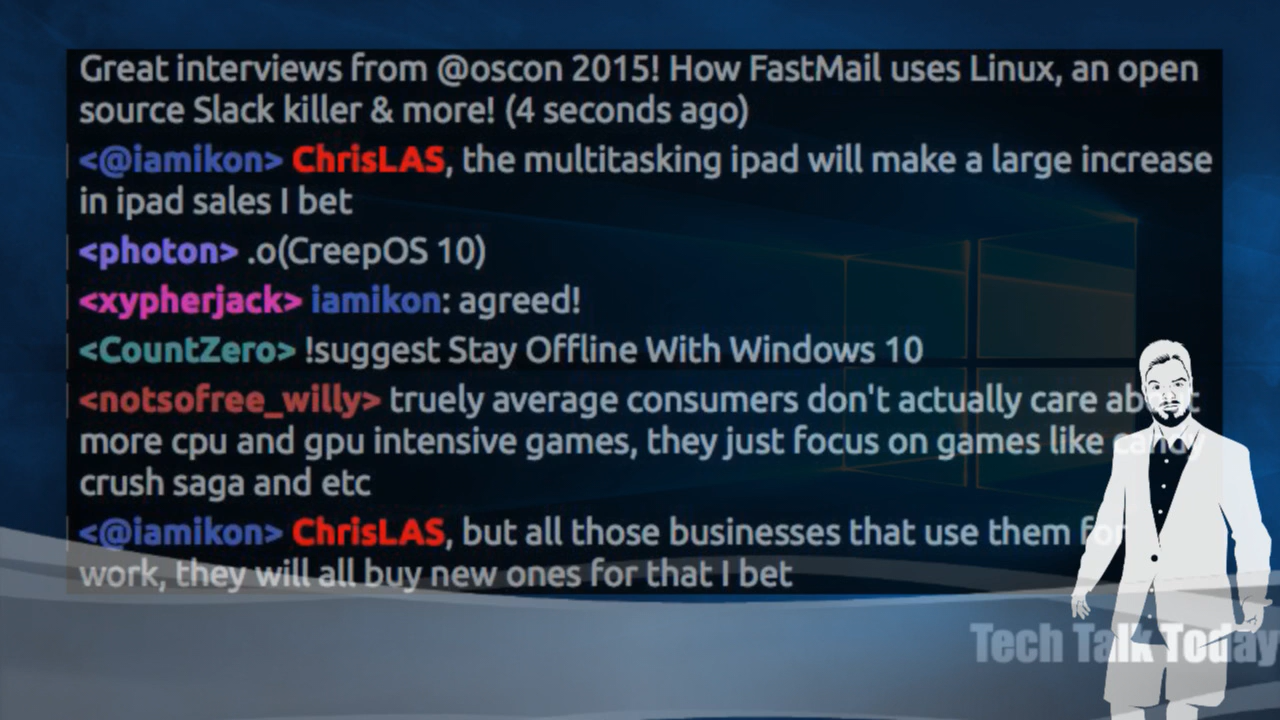 Great interviews from @oscon 2015! How FastMail uses Linux, an open
source Slack killer & more! (4 seconds ago)
<@iamikon> ChrisLAS, the multitasking ipad will make a large increase
in ipad sales I bet
<photon> .o(CreepOS 10)
<xypherjack> iamikon: agreed!
<CountZero> !suggest Stay Offline With Windows 10
<notsofree_willy> truely average consumers don't actually care about
more cpu and gpu intensive games, they just focus on games like candy
crush saga and etc
<@iamikon> ChrisLAS, but all those businesses that use them for
work, they will all buy new ones for that I bet
Tech Talk Today